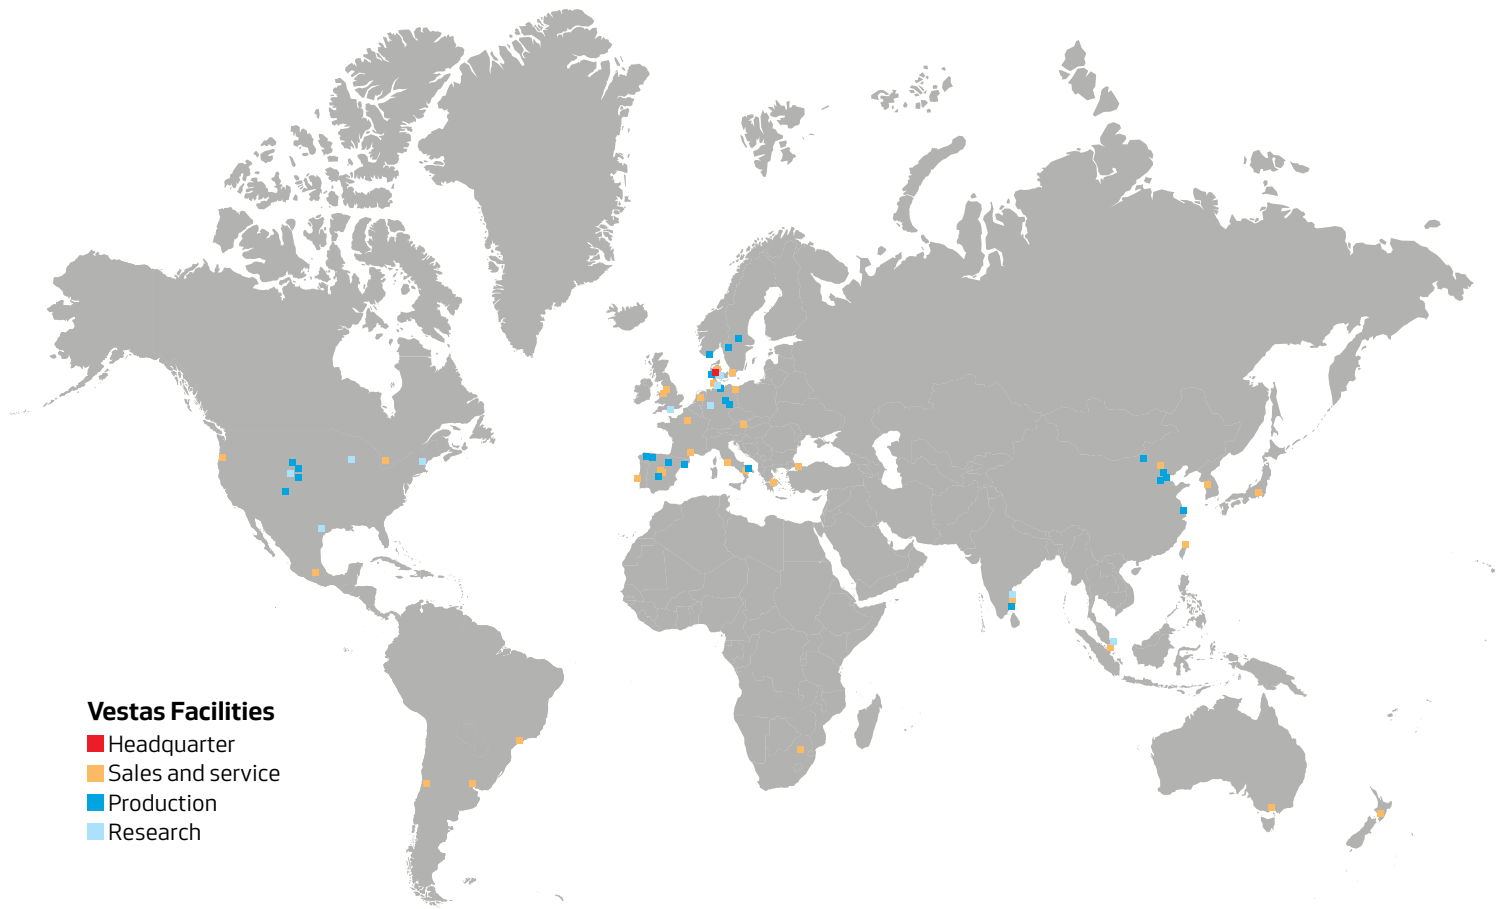 Vestas Facilities
Headquarter
Sales and service
Production
Research